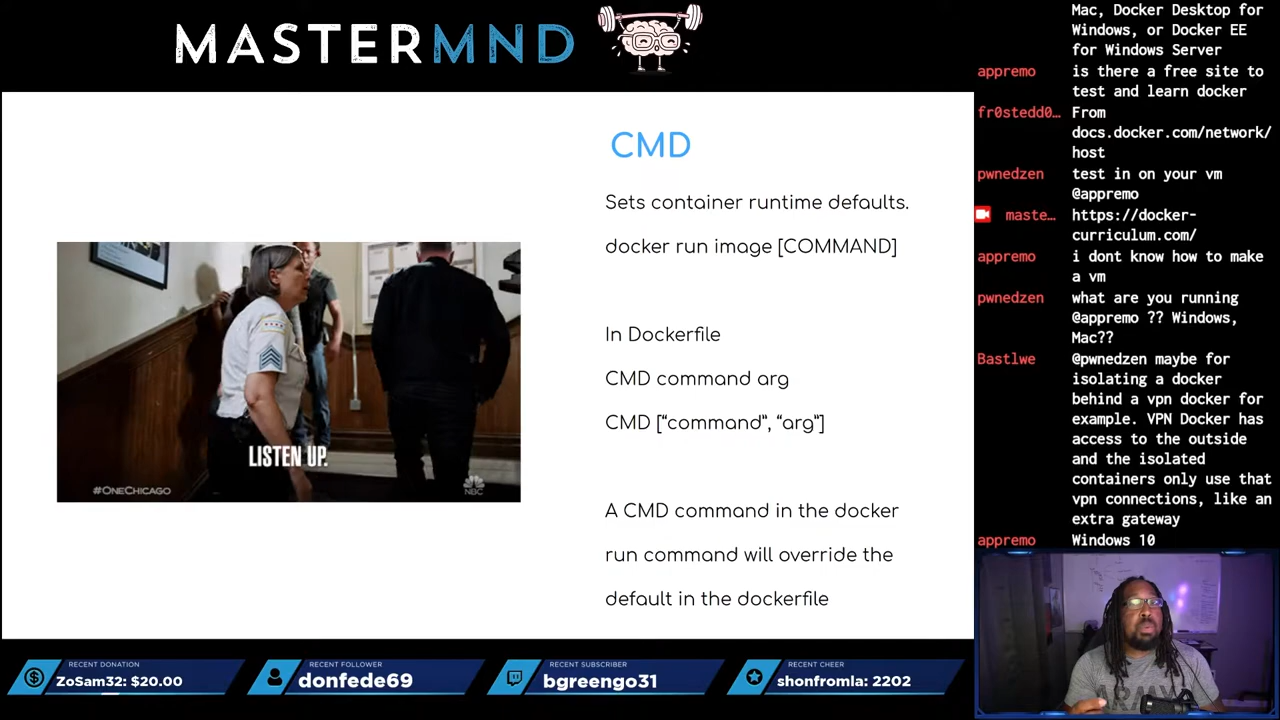 MASTERMND
CMD
Sets container runtime defaults.
docker run image [COMMAND]
In Dockerfile
CMD command arg
CMD [“command”, “arg”]
A CMD command in the docker
run command will override the
default in the dockerfile
LISTEN UP.
#ONECHICAGO
NBC
Mac, Docker Desktop for
Windows, or Docker EE
for Windows Server
appremo is there a free site to
test and learn docker
fr0stedd0… From
docs.docker.com/network/
host
pwnedzen test in on your vm
@appremo
maste… https://docker-
curriculum.com/
appremo i dont know how to make
a vm
pwnedzen what are you running
@appremo ?? Windows,
Mac??
Bastlwe @pwnedzen maybe for
isolating a docker
behind a vpn docker for
example. VPN Docker has
access to the outside
and the isolated
containers only use that
vpn connections, like an
extra gateway
appremo Windows 10
ARMY
RECENT DONATION
ZoSam32: $20.00
RECENT FOLLOWER
donfede69
RECENT SUBSCRIBER
bgreengo31
RECENT CHEER
shonfromla: 2202